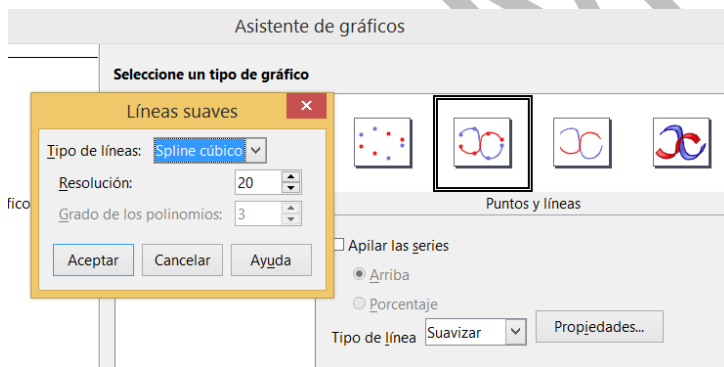 Asistente de gráficos
Seleccione un tipo de gráfico
Líneas suaves
Tipo de líneas: Spline cúbico
Resolución: 20
Grado de los polinomios: 3
Aceptar Cancelar Ayuda
Puntos y líneas
Apilar las series
Arriba
Porcentaje
Tipo de línea Suavizar Propiedades...